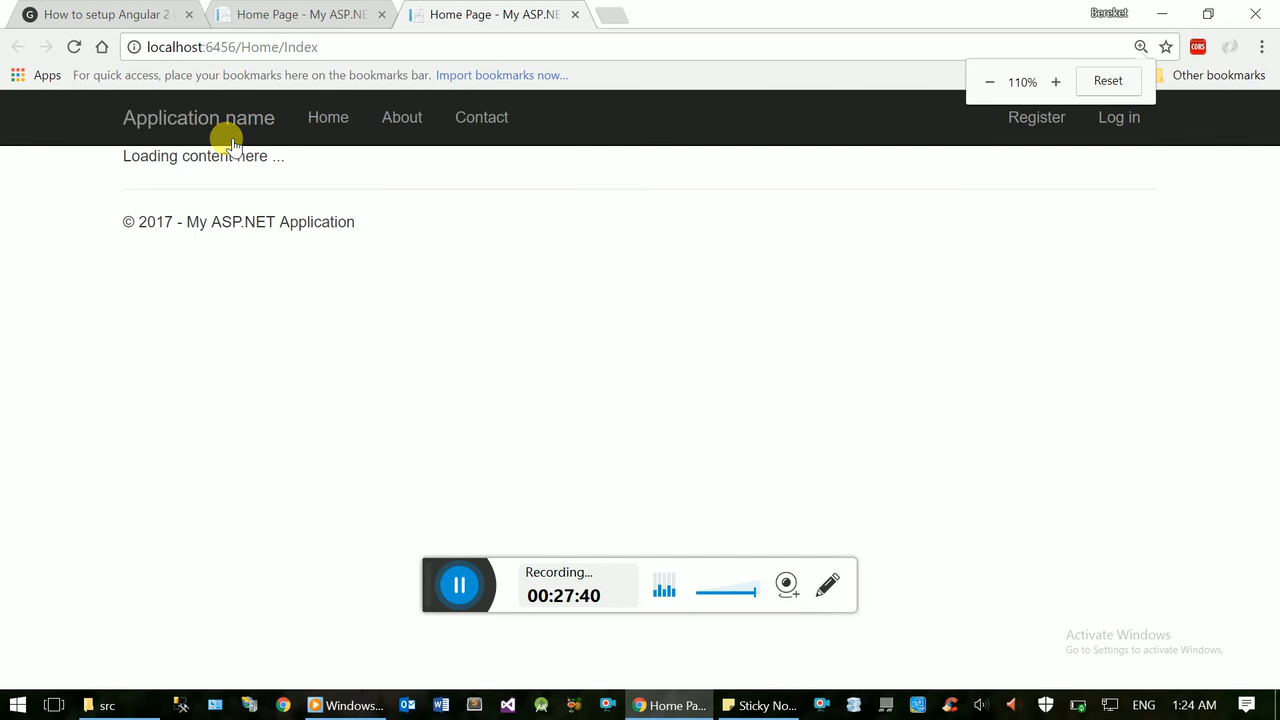 How to setup Angular 2
Home Page - My ASP.NE
Home Page - My ASP.NE
Bereket
localhost:6456/Home/Index
CORS
Apps
For quick access, place your bookmarks here on the bookmarks bar. Import bookmarks now...
Other bookmarks
110%
Reset
Application name
Home
About
Contact
Register
Log in
Loading content here ...
© 2017 - My ASP.NET Application
Recording...
00:27:40
Activate Windows
Go to Settings to activate Windows.
src
Windows...
Home Pa...
Sticky No...
ENG
1:24 AM